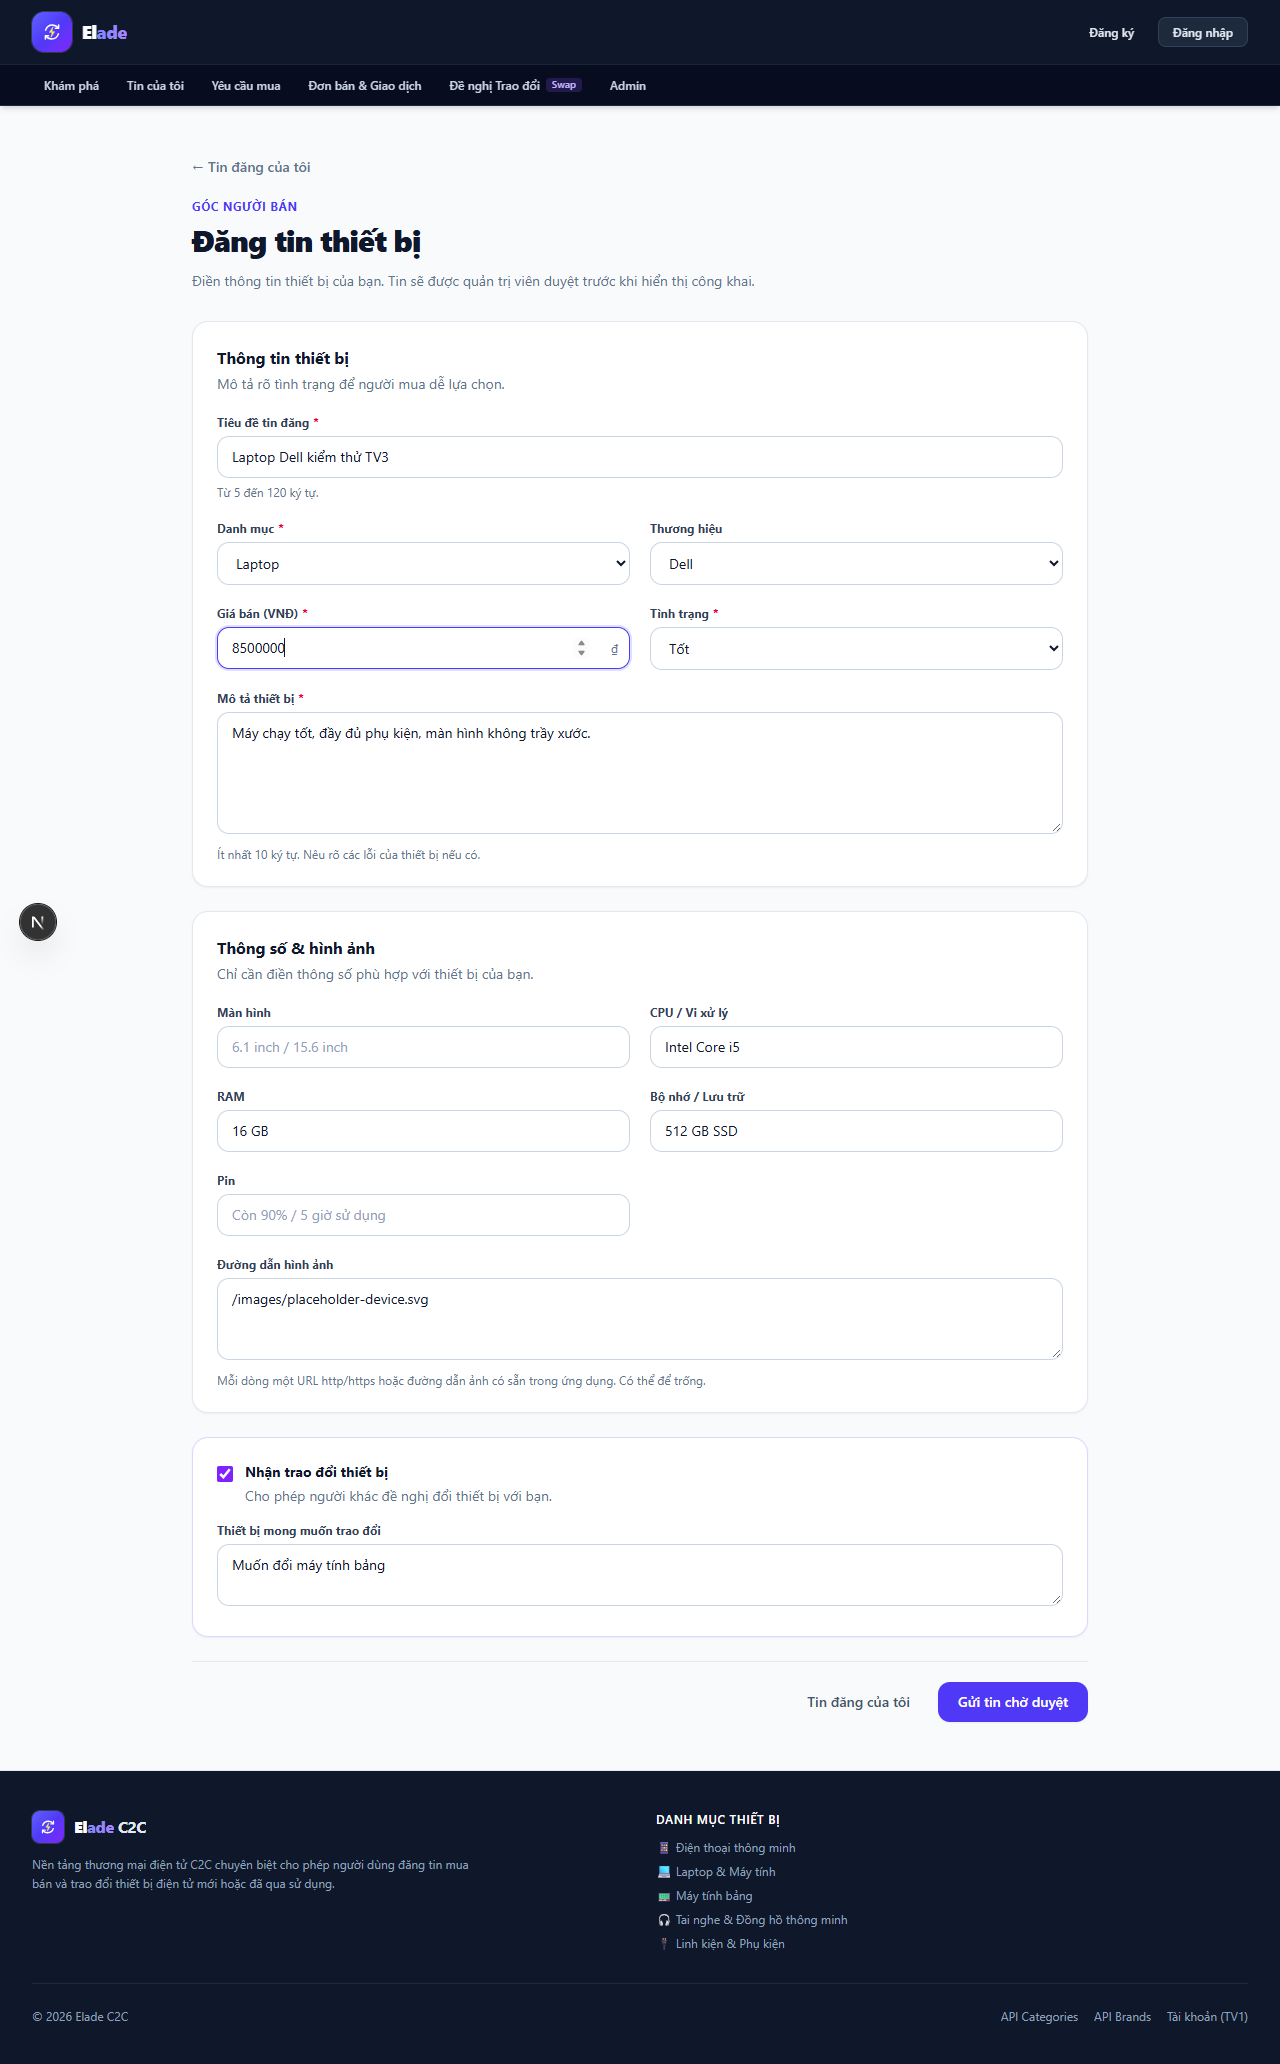 Elade
Đăng ký
Đăng nhập
Khám phá
Tin của tôi
Yêu cầu mua
Đơn bán & Giao dịch
Đề nghị Trao đổi Swap
Admin
← Tin đăng của tôi
GÓC NGƯỜI BÁN
Đăng tin thiết bị
Điền thông tin thiết bị của bạn. Tin sẽ được quản trị viên duyệt trước khi hiển thị công khai.
Thông tin thiết bị
Mô tả rõ tình trạng để người mua dễ lựa chọn.
Tiêu đề tin đăng *
Laptop Dell kiểm thử TV3
Từ 5 đến 120 ký tự.
Danh mục *
Thương hiệu
Laptop
Dell
Giá bán (VNĐ) *
Tình trạng *
8500000
₫
Tốt
Mô tả thiết bị *
Máy chạy tốt, đầy đủ phụ kiện, màn hình không trầy xước.
Ít nhất 10 ký tự. Nêu rõ các lỗi của thiết bị nếu có.
N
Thông số & hình ảnh
Chỉ cần điền thông số phù hợp với thiết bị của bạn.
Màn hình
CPU / Vi xử lý
6.1 inch / 15.6 inch
Intel Core i5
RAM
Bộ nhớ / Lưu trữ
16 GB
512 GB SSD
Pin
Còn 90% / 5 giờ sử dụng
Đường dẫn hình ảnh
/images/placeholder-device.svg
Mỗi dòng một URL http/https hoặc đường dẫn ảnh có sẵn trong ứng dụng. Có thể để trống.
Nhận trao đổi thiết bị
Cho phép người khác đề nghị đổi thiết bị với bạn.
Thiết bị mong muốn trao đổi
Muốn đổi máy tính bảng
Tin đăng của tôi
Gửi tin chờ duyệt
Elade C2C
Nền tảng thương mại điện tử C2C chuyên biệt cho phép người dùng đăng tin mua
bán và trao đổi thiết bị điện tử mới hoặc đã qua sử dụng.
DANH MỤC THIẾT BỊ
Điện thoại thông minh
Laptop & Máy tính
Máy tính bảng
Tai nghe & Đồng hồ thông minh
Linh kiện & Phụ kiện
© 2026 Elade C2C
API Categories
API Brands
Tài khoản (TV1)